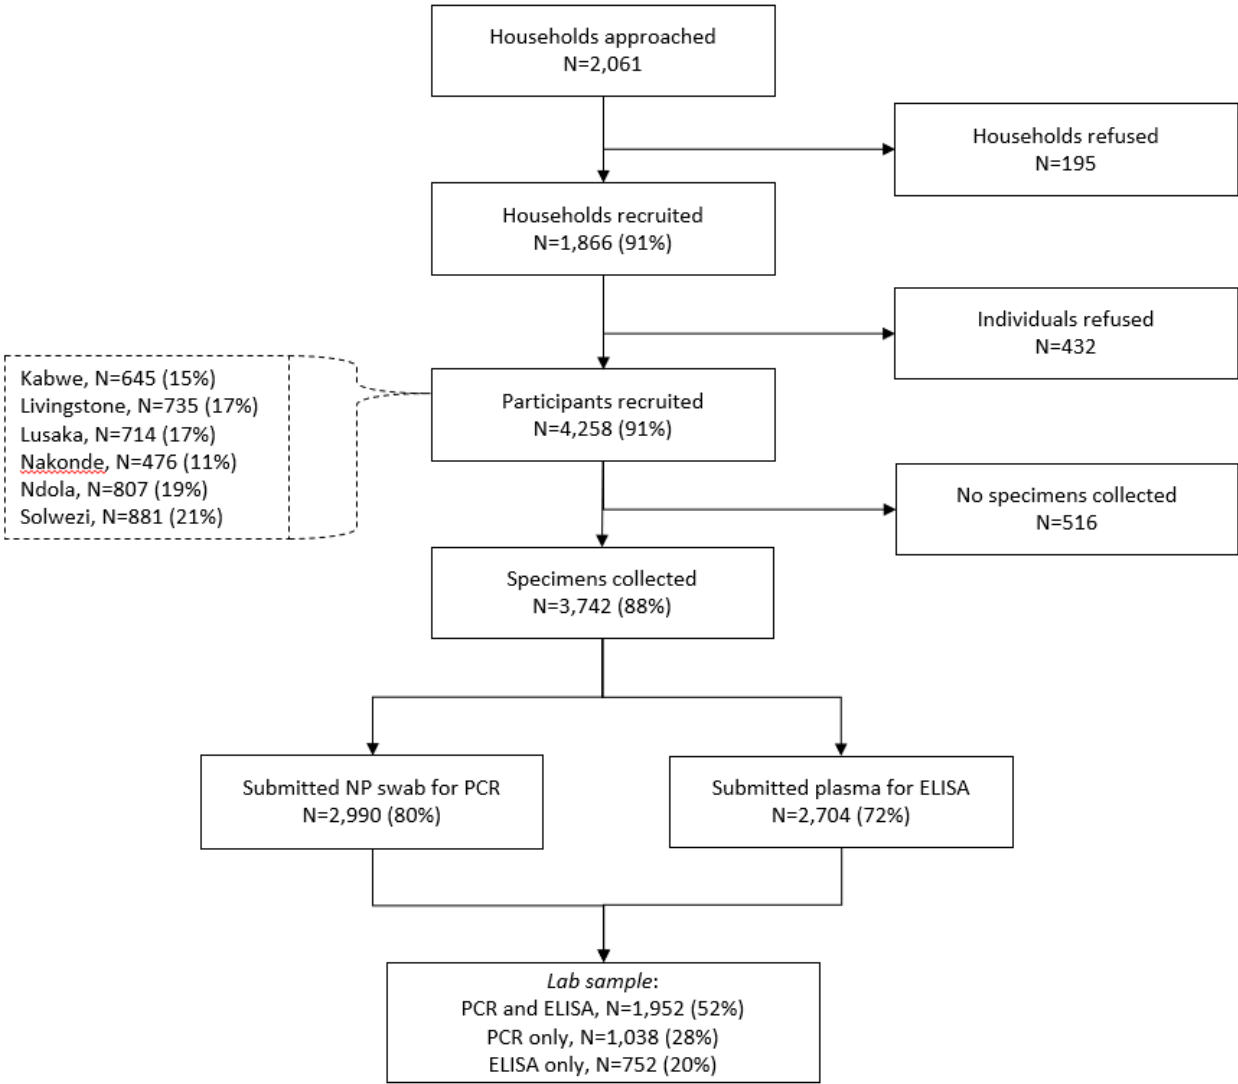 Households approached
N=2,061
Households refused
N=195
Households recruited
N=1,866 (91%)
Individuals refused
N=432
Kabwe, N=645 (15%)
Livingstone, N=735 (17%)
Lusaka, N=714 (17%)
Nakonde, N=476 (11%)
Ndola, N=807 (19%)
Solwezi, N=881 (21%)
Participants recruited
N=4,258 (91%)
No specimens collected
N=516
Specimens collected
N=3,742 (88%)
Submitted NP swab for PCR
N=2,990 (80%)
Submitted plasma for ELISA
N=2,704 (72%)
Lab sample:
PCR and ELISA, N=1,952 (52%)
PCR only, N=1,038 (28%)
ELISA only, N=752 (20%)